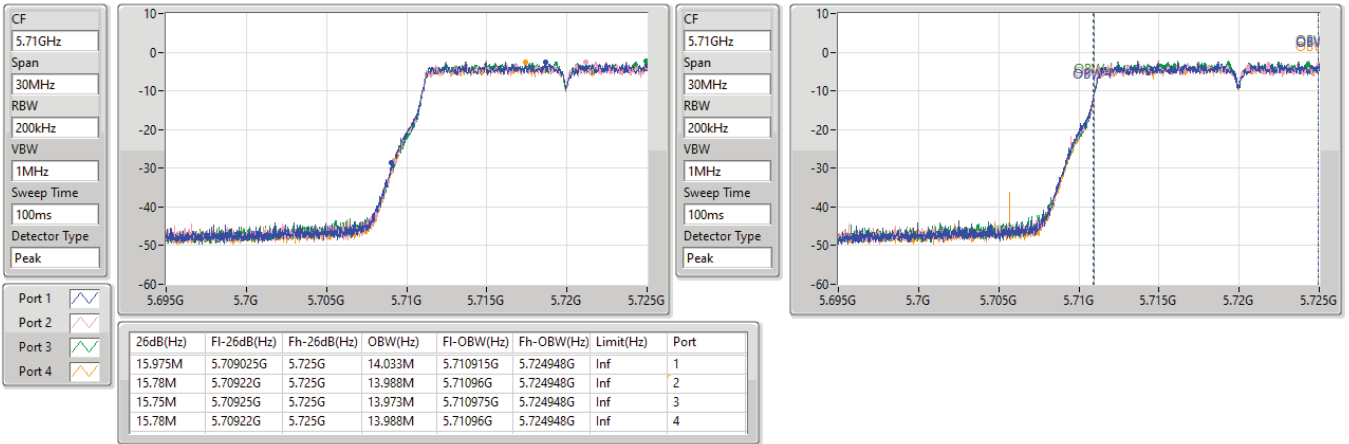 CF
5.71GHz
Span
30MHz
RBW
200kHz
VBW
1MHz
Sweep Time
100ms
Detector Type
Peak
Port 1
Port 2
Port 3
Port 4
10
0
-10
-20
-30
-40
-50
-60
5.695G 5.7G 5.705G 5.71G 5.715G 5.72G 5.725G
CF
5.71GHz
Span
30MHz
RBW
200kHz
VBW
1MHz
Sweep Time
100ms
Detector Type
Peak
10
0
-10
-20
-30
-40
-50
-60
OBW
OBW
5.695G 5.7G 5.705G 5.71G 5.715G 5.72G 5.725G
26dB(Hz) Fl-26dB(Hz) Fh-26dB(Hz) OBW(Hz) Fl-OBW(Hz) Fh-OBW(Hz) Limit(Hz) Port
15.975M 5.709025G 5.725G 14.033M 5.710915G 5.724948G Inf 1
15.78M 5.70922G 5.725G 13.988M 5.71096G 5.724948G Inf 2
15.75M 5.70925G 5.725G 13.973M 5.710975G 5.724948G Inf 3
15.78M 5.70922G 5.725G 13.988M 5.71096G 5.724948G Inf 4